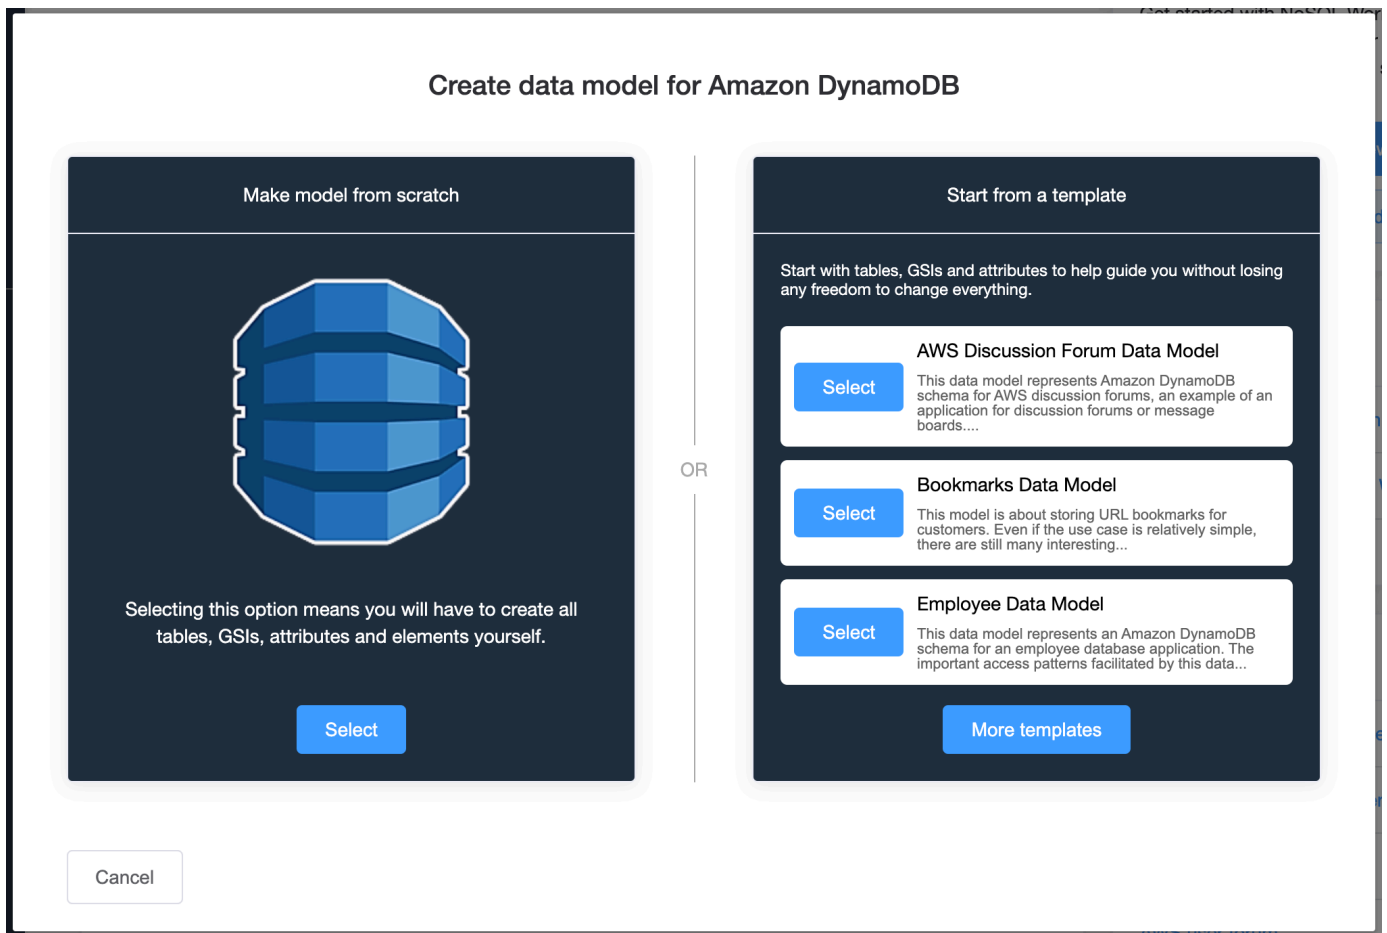 Create data model for Amazon DynamoDB
Make model from scratch
Selecting this option means you will have to create all
tables, GSIs, attributes and elements yourself.
Select
OR
Start from a template
Start with tables, GSIs and attributes to help guide you without losing
any freedom to change everything.
Select
AWS Discussion Forum Data Model
This data model represents Amazon DynamoDB
schema for AWS discussion forums, an example of an
application for discussion forums or message
boards....
Select
Bookmarks Data Model
This model is about storing URL bookmarks for
customers. Even if the use case is relatively simple,
there are still many interesting...
Select
Employee Data Model
This data model represents an Amazon DynamoDB
schema for an employee database application. The
important access patterns facilitated by this data...
More templates
Cancel